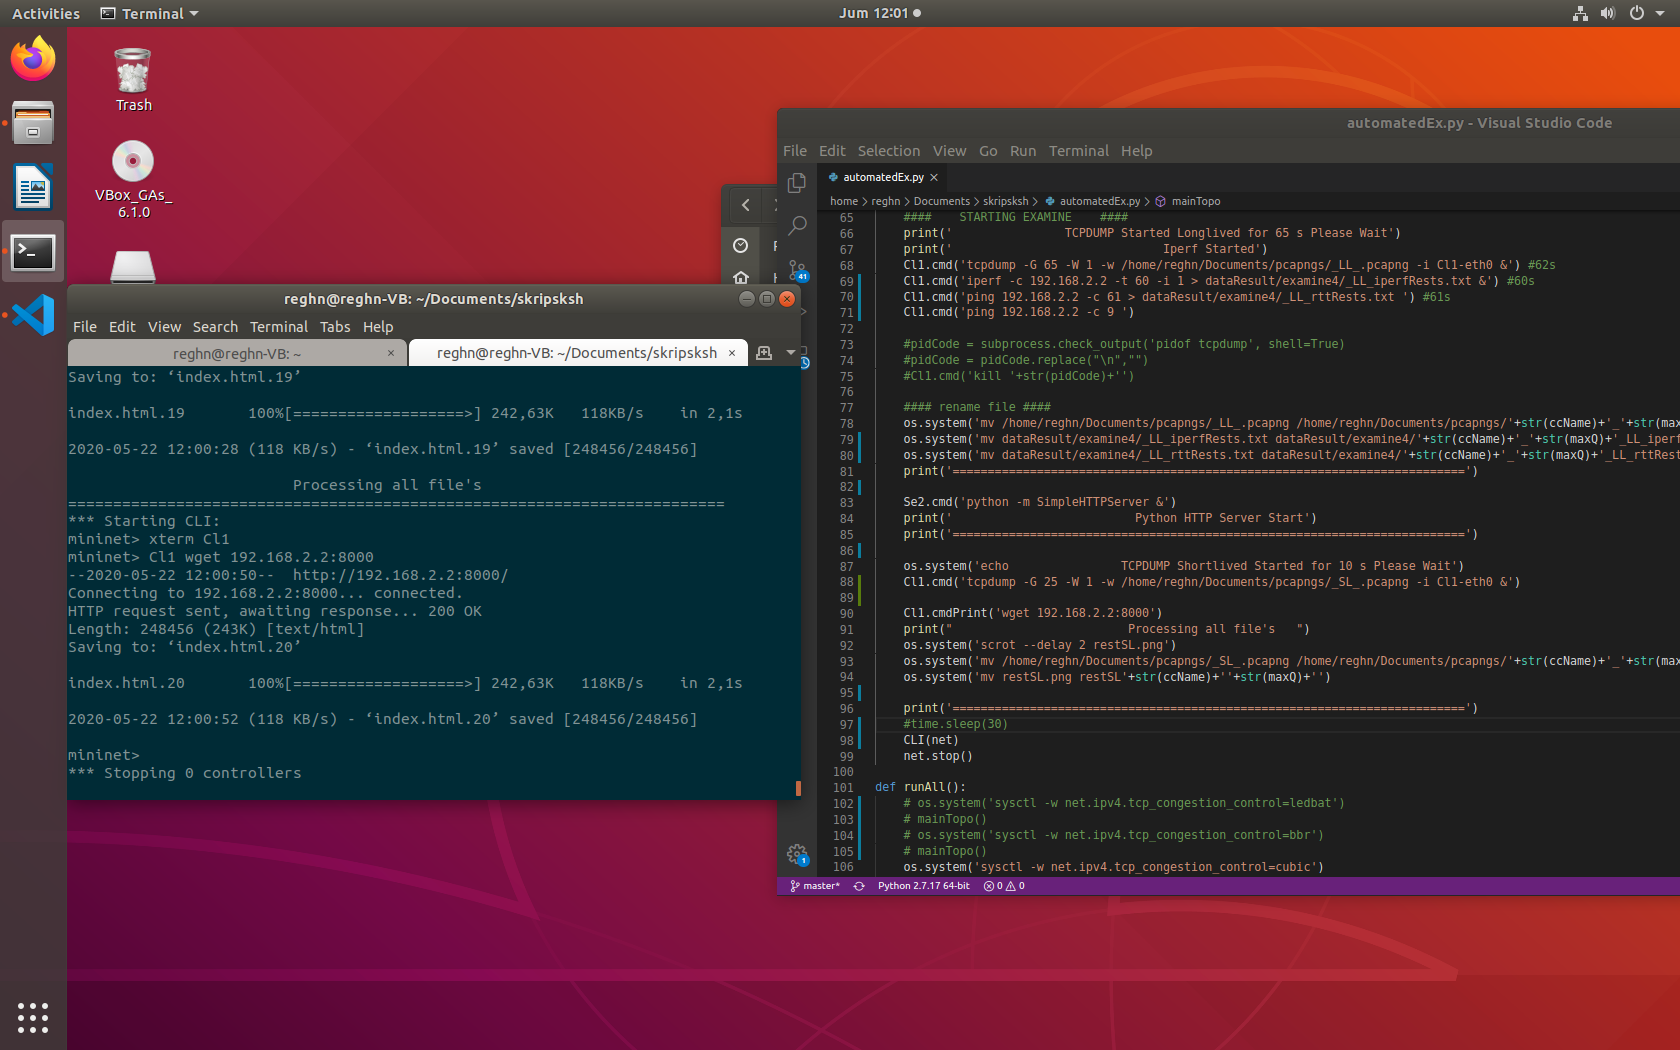 Activities
Terminal
Jum 12:01
Trash
VBox_GAs_
6.1.0
automatedEx.py - Visual Studio Code
File Edit Selection View Go Run Terminal Help
automatedEx.py
home > reghn > Documents > skripsksh > automatedEx.py > mainTopo
65 #### STARTING EXAMINE ####
66 print(' TCPDUMP Started Longlived for 65 s Please Wait')
67 print(' Iperf Started')
68 Cl1.cmd('tcpdump -G 65 -W 1 -w /home/reghn/Documents/pcapngs/_LL_.pcapng -i Cl1-eth0 &') #62s
69 Cl1.cmd('iperf -c 192.168.2.2 -t 60 -i 1 > dataResult/examine4/_LL_iperfRests.txt &') #60s
70 Cl1.cmd('ping 192.168.2.2 -c 61 > dataResult/examine4/_LL_rttRests.txt ') #61s
71 Cl1.cmd('ping 192.168.2.2 -c 9 ')
72
73 #pidCode = subprocess.check_output('pidof tcpdump', shell=True)
74 #pidCode = pidCode.replace("\n","")
75 #Cl1.cmd('kill '+str(pidCode)+'')
76
77 #### rename file ####
78 os.system('mv /home/reghn/Documents/pcapngs/_LL_.pcapng /home/reghn/Documents/pcapngs/'+str(ccName)+'_'+str(max
79 os.system('mv dataResult/examine4/_LL_iperfRests.txt dataResult/examine4/'+str(ccName)+'_'+str(maxQ)+'_LL_iperf
80 os.system('mv dataResult/examine4/_LL_rttRests.txt dataResult/examine4/'+str(ccName)+'_'+str(maxQ)+'_LL_rttRest
81 print('=========================================================================')
82
83 Se2.cmd('python -m SimpleHTTPServer &')
84 print(' Python HTTP Server Start')
85 print('=========================================================================')
86
87 os.system('echo TCPDUMP Shortlived Started for 10 s Please Wait')
88 Cl1.cmd('tcpdump -G 25 -W 1 -w /home/reghn/Documents/pcapngs/_SL_.pcapng -i Cl1-eth0 &')
89
90 Cl1.cmdPrint('wget 192.168.2.2:8000')
91 print(" Processing all file's ")
92 os.system('scrot --delay 2 restSL.png')
93 os.system('mv /home/reghn/Documents/pcapngs/_SL_.pcapng /home/reghn/Documents/pcapngs/'+str(ccName)+'_'+str(max
94 os.system('mv restSL.png restSL'+str(ccName)+''+str(maxQ)+'')
95
96 print('=========================================================================')
97 #time.sleep(30)
98 CLI(net)
99 net.stop()
100
101 def runAll():
102 # os.system('sysctl -w net.ipv4.tcp_congestion_control=ledbat')
103 # mainTopo()
104 # os.system('sysctl -w net.ipv4.tcp_congestion_control=bbr')
105 # mainTopo()
106 os.system('sysctl -w net.ipv4.tcp_congestion_control=cubic')
41
1
master* Python 2.7.17 64-bit 0 0
reghn@reghn-VB: ~/Documents/skripsksh
File Edit View Search Terminal Tabs Help
reghn@reghn-VB: ~ ×
reghn@reghn-VB: ~/Documents/skripsksh ×
Saving to: ‘index.html.19’
index.html.19 100%[===================>] 242,63K 118KB/s in 2,1s
2020-05-22 12:00:28 (118 KB/s) - ‘index.html.19’ saved [248456/248456]
Processing all file's
=========================================================================
*** Starting CLI:
mininet> xterm Cl1
mininet> Cl1 wget 192.168.2.2:8000
--2020-05-22 12:00:50-- http://192.168.2.2:8000/
Connecting to 192.168.2.2:8000... connected.
HTTP request sent, awaiting response... 200 OK
Length: 248456 (243K) [text/html]
Saving to: ‘index.html.20’
index.html.20 100%[===================>] 242,63K 118KB/s in 2,1s
2020-05-22 12:00:52 (118 KB/s) - ‘index.html.20’ saved [248456/248456]
mininet>
*** Stopping 0 controllers